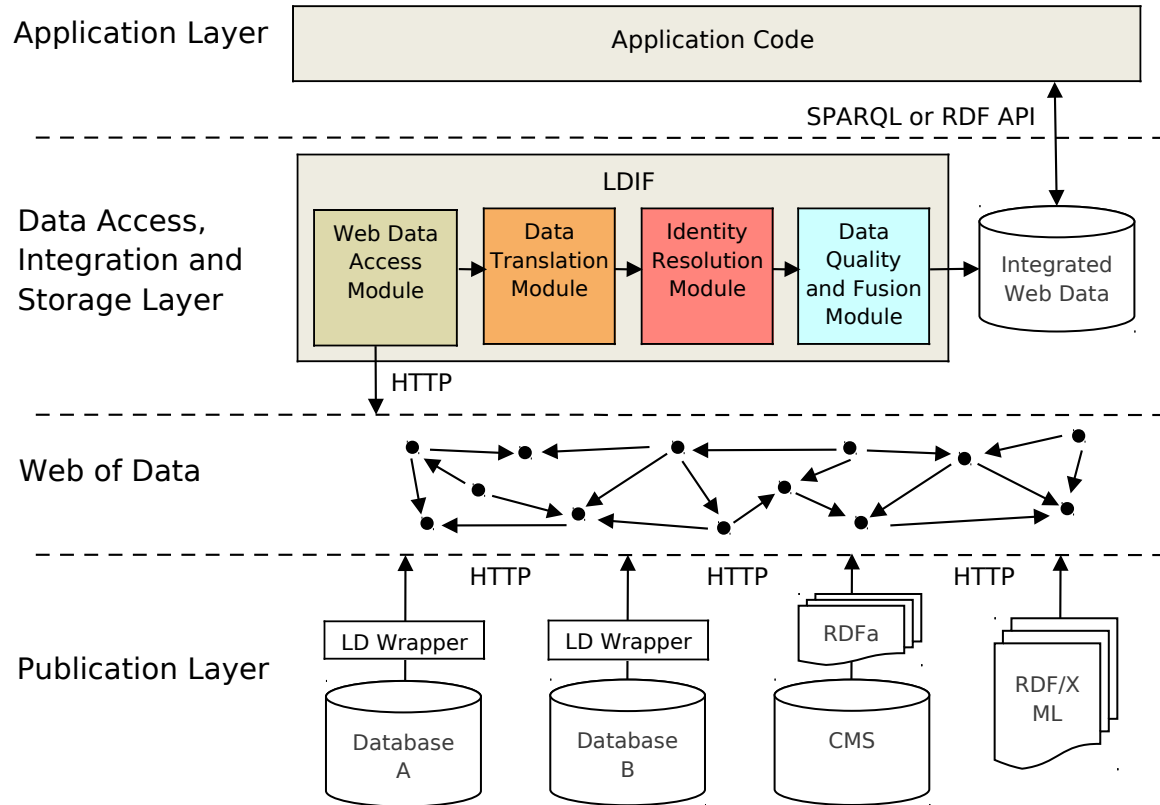 Application Layer
Application Code
SPARQL or RDF API
LDIF
Data Access,
Integration and
Storage Layer
Web Data
Access
Module
Data
Translation
Module
Identity
Resolution
Module
Data
Quality
and Fusion
Module
Integrated
Web Data
HTTP
Web of Data
HTTP
HTTP
HTTP
Publication Layer
LD Wrapper
LD Wrapper
RDFa
RDF/X
ML
Database
A
Database
B
CMS